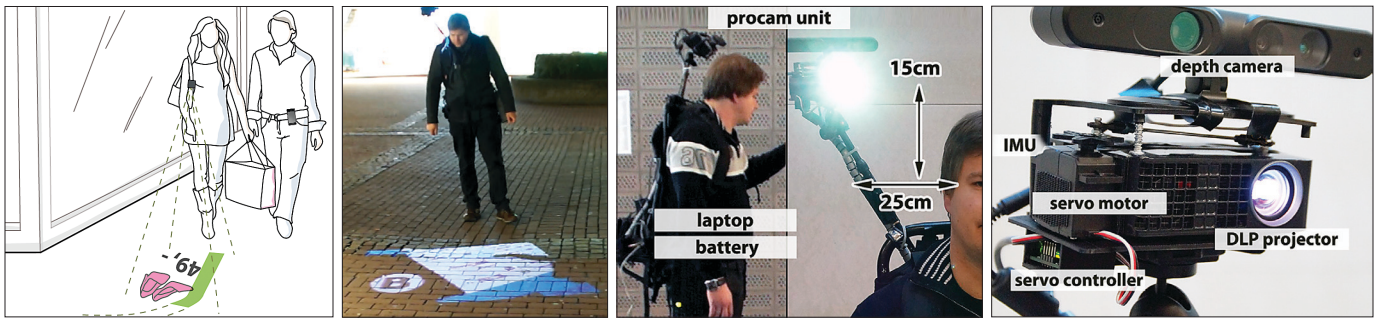 49,-
B
procam unit
15cm
25cm
laptop
battery
depth camera
IMU
servo motor
DLP projector
servo controller